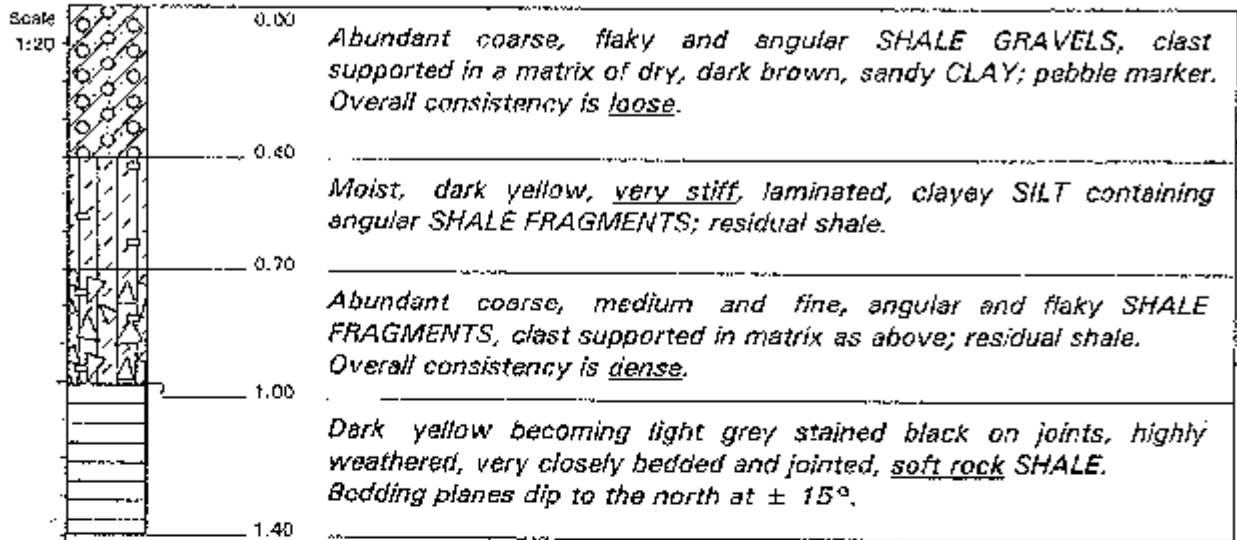 Scale
1:20
0.00
Abundant coarse, flaky and angular SHALE GRAVELS, clast
supported in a matrix of dry, dark brown, sandy CLAY; pebble marker.
Overall consistency is loose.
0.40
Moist, dark yellow, very stiff, laminated, clayey SILT containing
angular SHALE FRAGMENTS; residual shale.
0.70
Abundant coarse, medium and fine, angular and flaky SHALE
FRAGMENTS, clast supported in matrix as above; residual shale.
Overall consistency is dense.
1.00
Dark yellow becoming light grey stained black on joints, highly
weathered, very closely bedded and jointed, soft rock SHALE.
Bedding planes dip to the north at ± 15°.
1.40